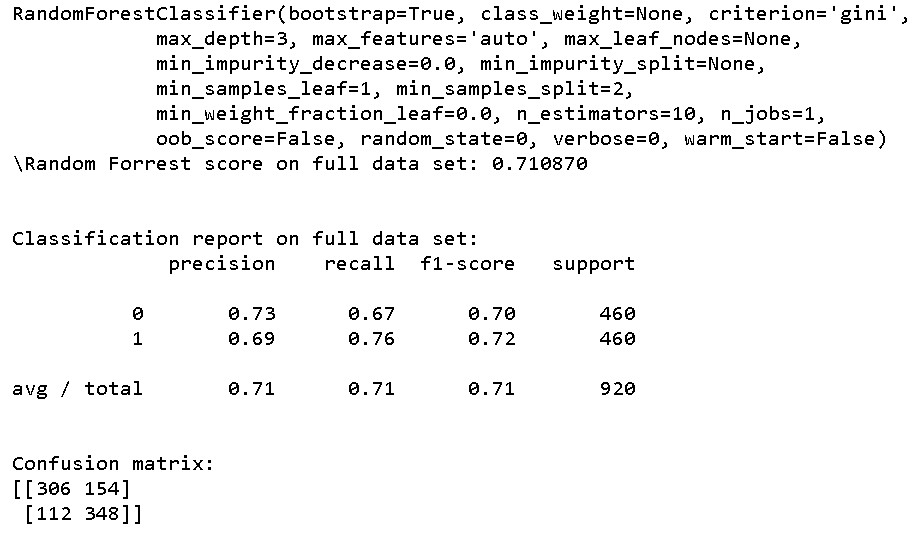 RandomForestClassifier(bootstrap=True, class_weight=None, criterion='gini',
            max_depth=3, max_features='auto', max_leaf_nodes=None,
            min_impurity_decrease=0.0, min_impurity_split=None,
            min_samples_leaf=1, min_samples_split=2,
            min_weight_fraction_leaf=0.0, n_estimators=10, n_jobs=1,
            oob_score=False, random_state=0, verbose=0, warm_start=False)
\Random Forrest score on full data set: 0.710870
Classification report on full data set:
             precision    recall  f1-score   support
          0       0.73      0.67      0.70       460
          1       0.69      0.76      0.72       460
avg / total       0.71      0.71      0.71       920
Confusion matrix:
[[306 154]
 [112 348]]